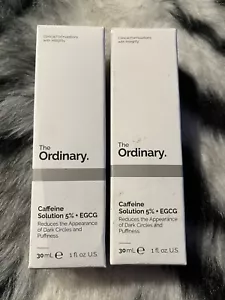 The
Ordinary.
Caffeine
Solution 5% + EGCG
Reduces the Appearance
of Dark Circles and
Puffiness.
30ml e 1 fl. oz. U.S.
The
Ordinary.
Caffeine
Solution 5% + EGCG
Reduces the Appearance
of Dark Circles and
Puffiness.
30ml e 1 fl. oz. U.S.